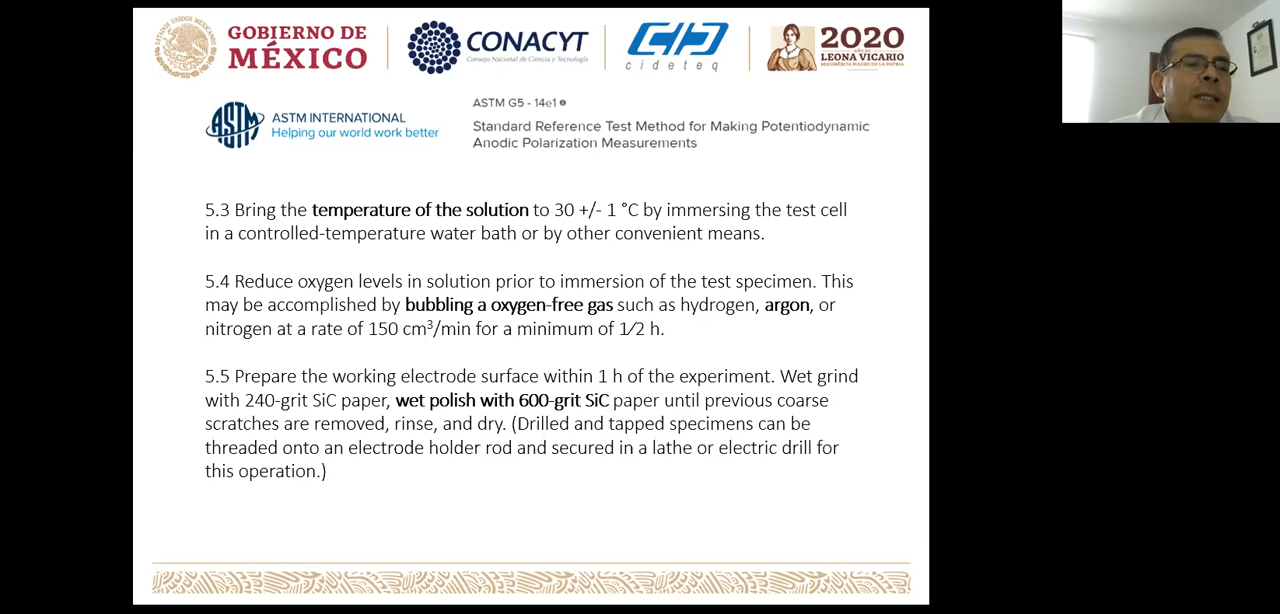 GOBIERNO DE
MÉXICO
CONACYT
Consejo Nacional de Ciencia y Tecnología
cideteq
2020
AÑO DE
LEONA VICARIO
BENEMÉRITA MADRE DE LA PATRIA
ASTM
ASTM INTERNATIONAL
Helping our world work better
ASTM G5 - 14e1
Standard Reference Test Method for Making Potentiodynamic
Anodic Polarization Measurements
5.3 Bring the temperature of the solution to 30 +/- 1 °C by immersing the test cell
in a controlled-temperature water bath or by other convenient means.
5.4 Reduce oxygen levels in solution prior to immersion of the test specimen. This
may be accomplished by bubbling a oxygen-free gas such as hydrogen, argon, or
nitrogen at a rate of 150 cm³/min for a minimum of 1⁄2 h.
5.5 Prepare the working electrode surface within 1 h of the experiment. Wet grind
with 240-grit SiC paper, wet polish with 600-grit SiC paper until previous coarse
scratches are removed, rinse, and dry. (Drilled and tapped specimens can be
threaded onto an electrode holder rod and secured in a lathe or electric drill for
this operation.)